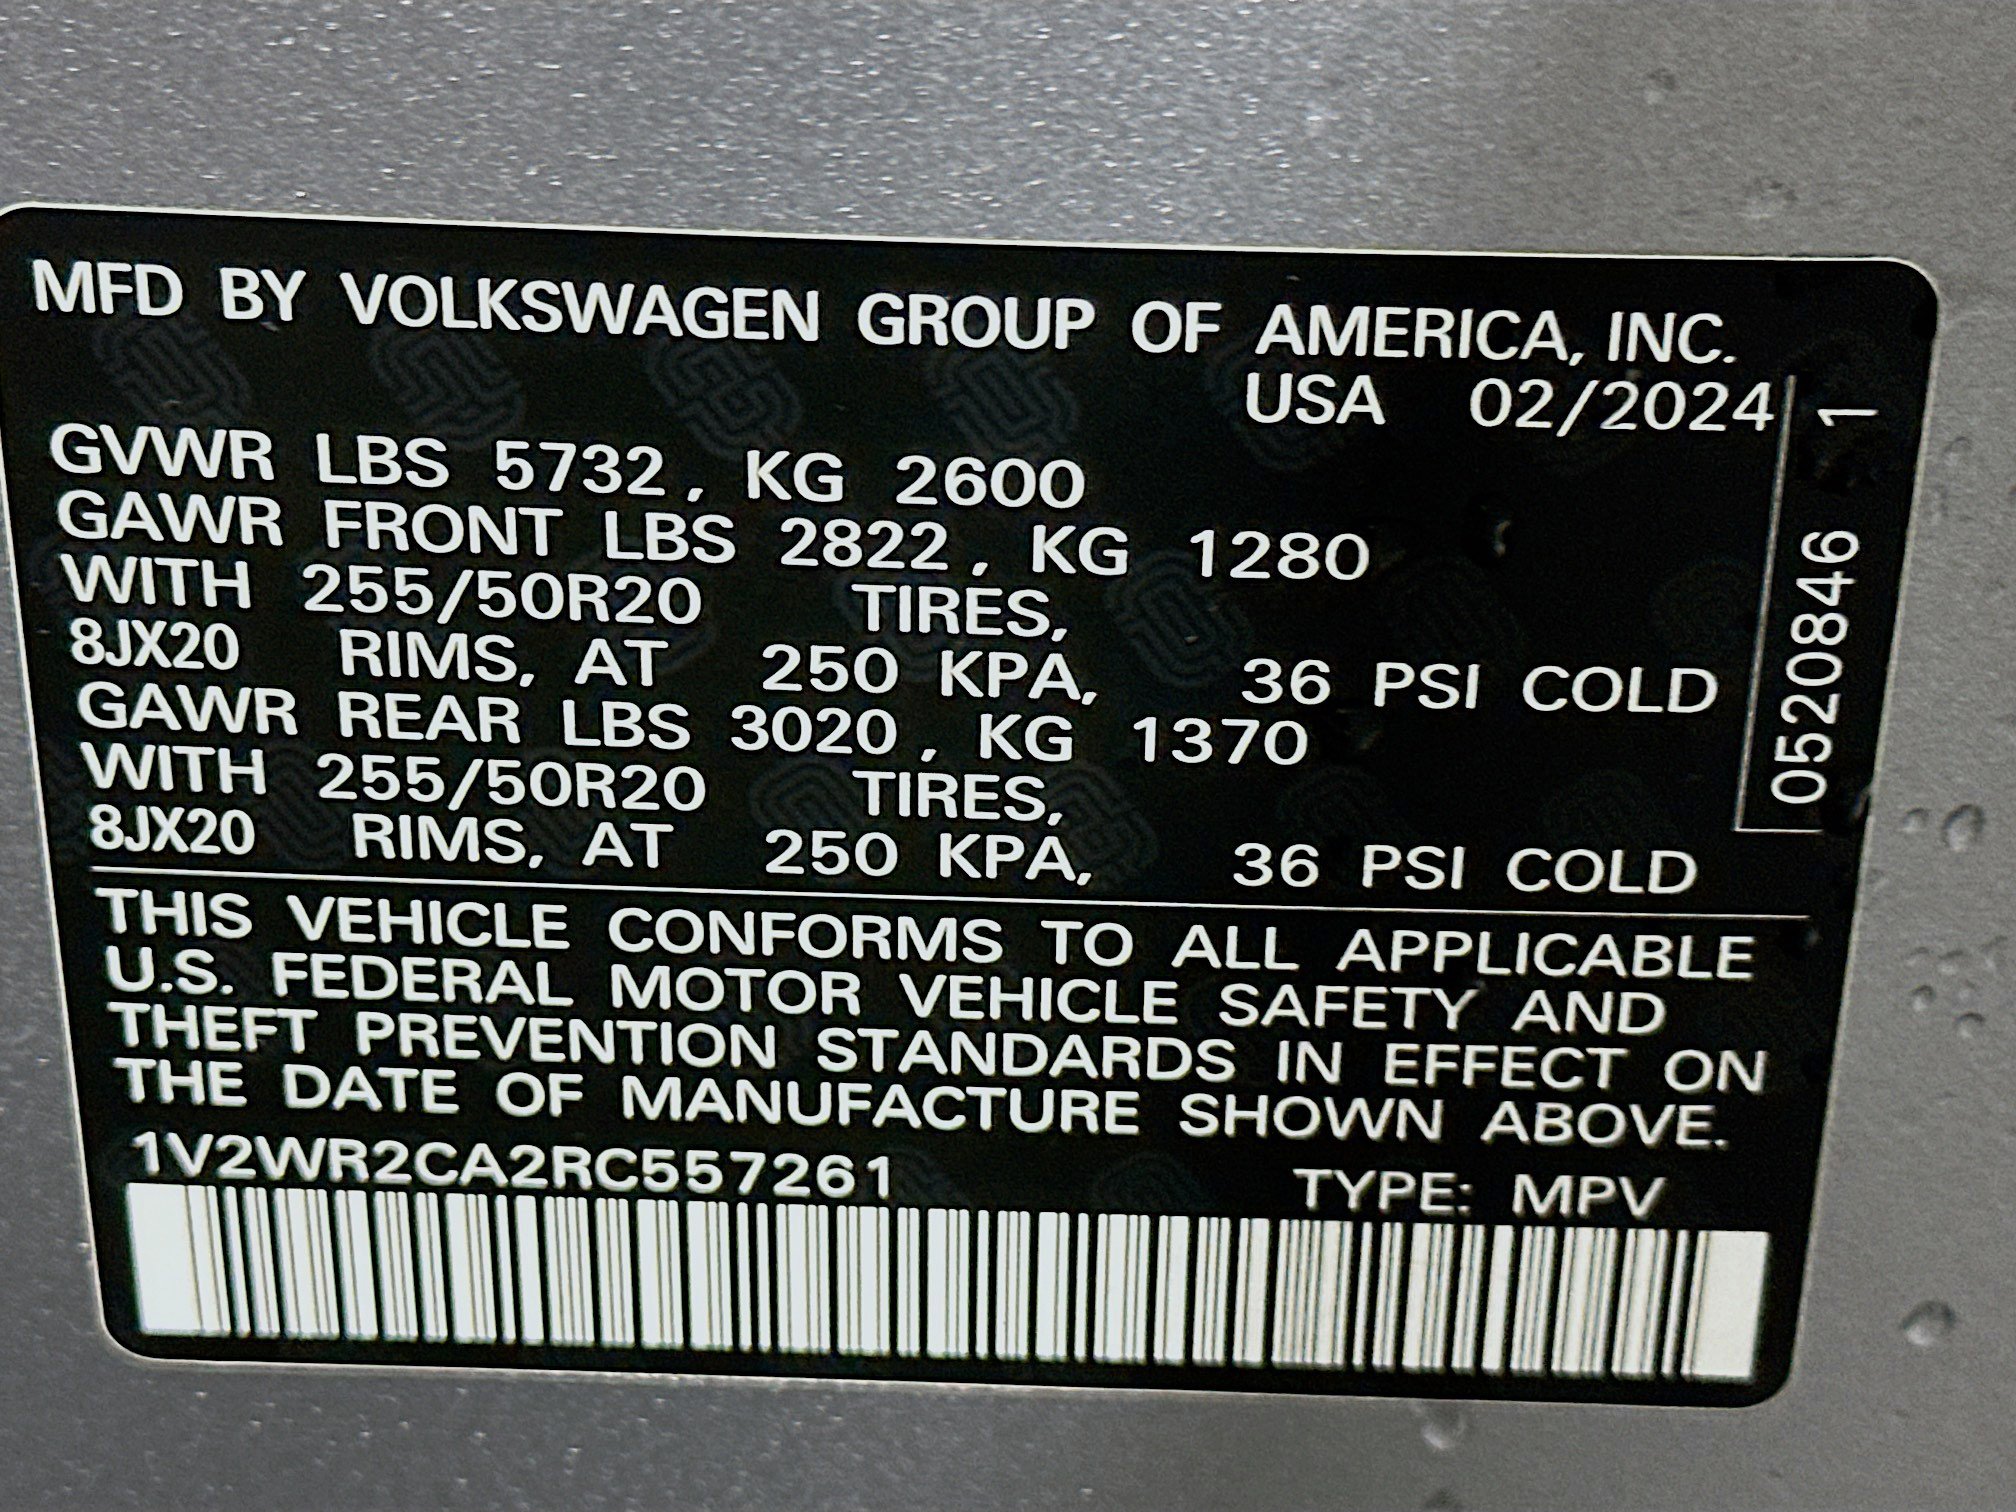 MFD BY VOLKSWAGEN GROUP OF AMERICA, INC.
USA 02/2024
GVWR LBS 5732, KG 2600
GAWR FRONT LBS 2822, KG 1280
WITH 255/50R20 TIRES,
8JX20 RIMS, AT 250 KPA, 36 PSI COLD
GAWR REAR LBS 3020, KG 1370
WITH 255/50R20 TIRES,
8JX20 RIMS, AT 250 KPA, 36 PSI COLD
0520846 1
THIS VEHICLE CONFORMS TO ALL APPLICABLE
U.S. FEDERAL MOTOR VEHICLE SAFETY AND
THEFT PREVENTION STANDARDS IN EFFECT ON
THE DATE OF MANUFACTURE SHOWN ABOVE.
1V2WR2CA2RC557261 TYPE: MPV